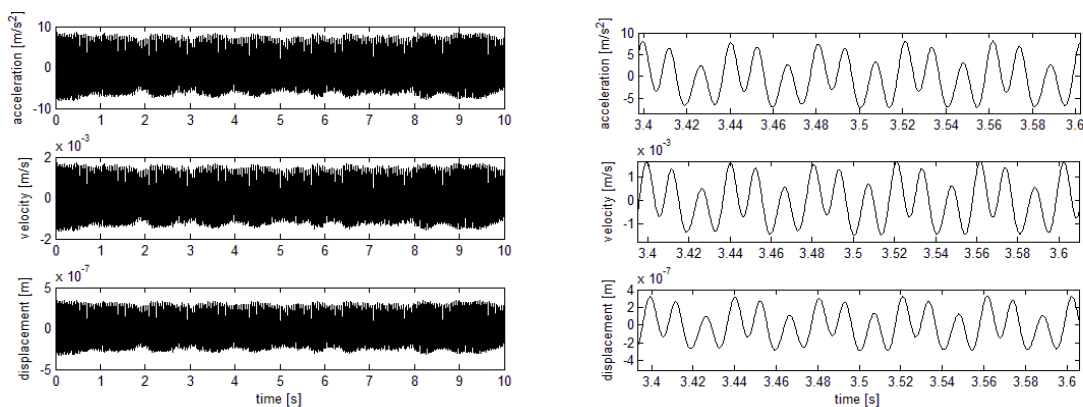 acceleration [m/s²]
10
0
-10
0 1 2 3 4 5 6 7 8 9 10
x 10⁻³
velocity [m/s]
2
0
-2
0 1 2 3 4 5 6 7 8 9 10
x 10⁻⁷
displacement [m]
5
0
-5
0 1 2 3 4 5 6 7 8 9 10
time [s]
acceleration [m/s²]
10
5
0
-5
3.4 3.42 3.44 3.46 3.48 3.5 3.52 3.54 3.56 3.58 3.6
x 10⁻³
velocity [m/s]
1
0
-1
3.4 3.42 3.44 3.46 3.48 3.5 3.52 3.54 3.56 3.58 3.6
x 10⁻⁷
displacement [m]
4
2
0
-2
-4
3.4 3.42 3.44 3.46 3.48 3.5 3.52 3.54 3.56 3.58 3.6
time [s]